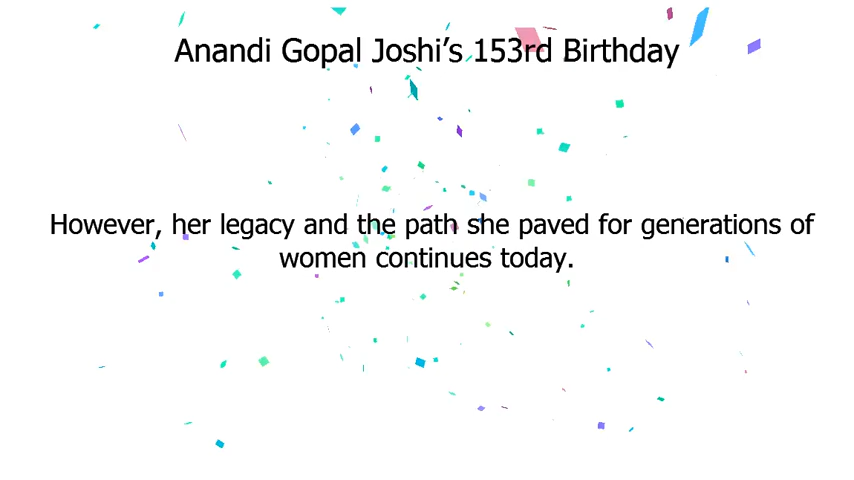 Anandi Gopal Joshi’s 153rd Birthday
However, her legacy and the path she paved for generations of
women continues today.